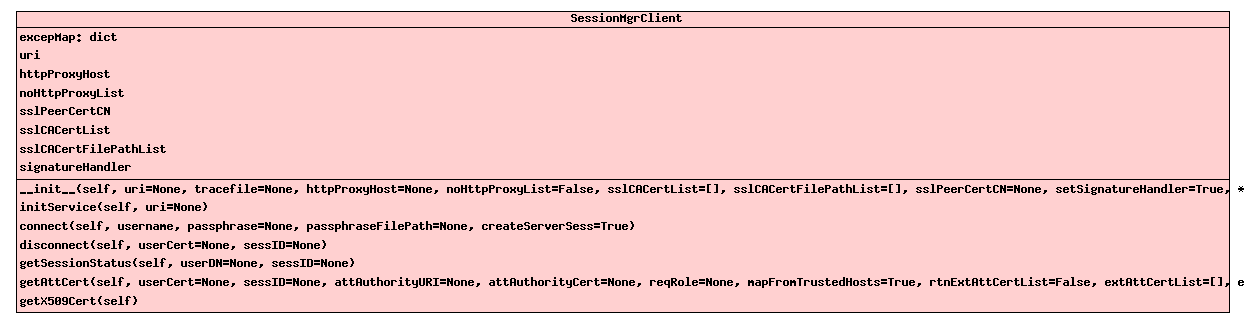 SessionMgrClient
excepMap: dict
uri
httpProxyHost
noHttpProxyList
sslPeerCertCN
sslCACertList
sslCACertFilePathList
signatureHandler
__init__(self, uri=None, tracefile=None, httpProxyHost=None, noHttpProxyList=False, sslCACertList=[], sslCACertFilePathList=[], sslPeerCertCN=None, setSignatureHandler=True, *
initService(self, uri=None)
connect(self, username, passphrase=None, passphraseFilePath=None, createServerSess=True)
disconnect(self, userCert=None, sessID=None)
getSessionStatus(self, userDN=None, sessID=None)
getAttCert(self, userCert=None, sessID=None, attAuthorityURI=None, attAuthorityCert=None, reqRole=None, mapFromTrustedHosts=True, rtnExtAttCertList=False, extAttCertList=[], e
getX509Cert(self)